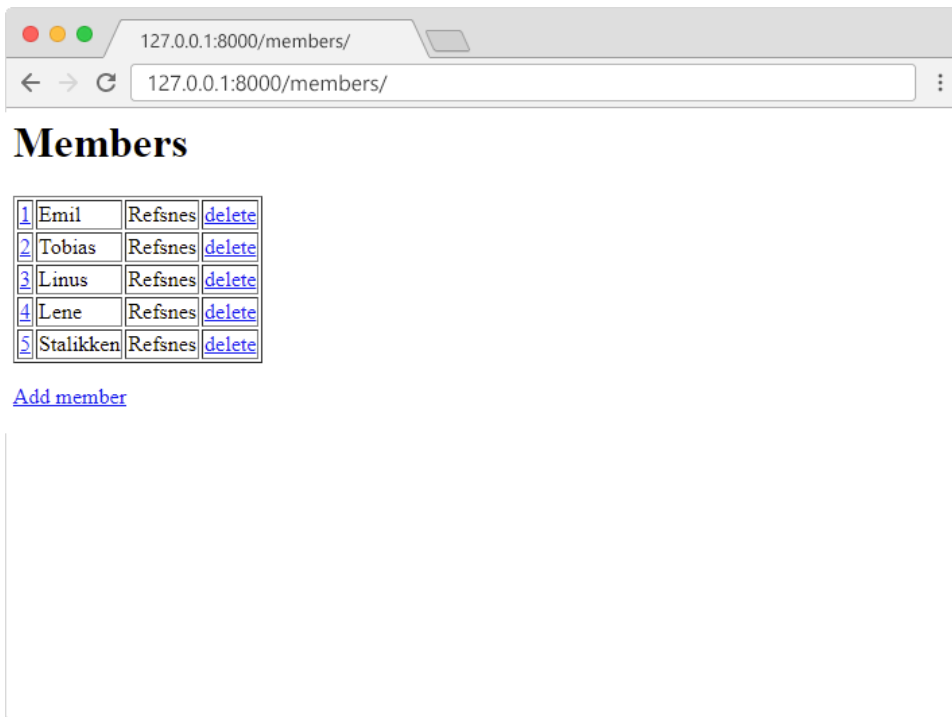 127.0.0.1:8000/members/
127.0.0.1:8000/members/
Members
1 Emil Refsnes delete
2 Tobias Refsnes delete
3 Linus Refsnes delete
4 Lene Refsnes delete
5 Stalikken Refsnes delete
Add member